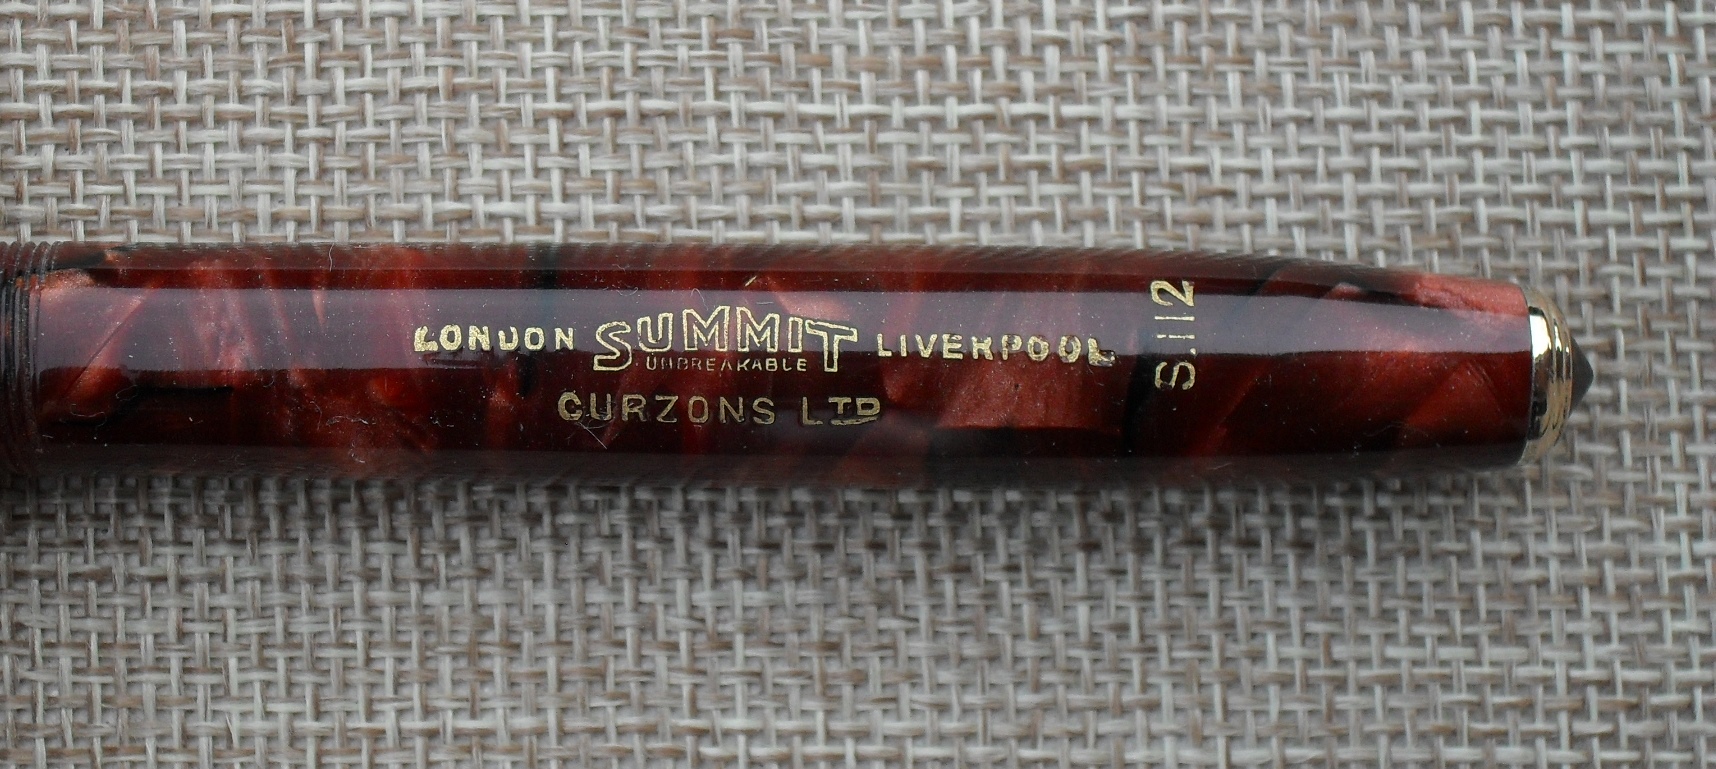 LONDON SUMMIT LIVERPOOL
UNBREAKABLE
CURZONS LTD
S.112